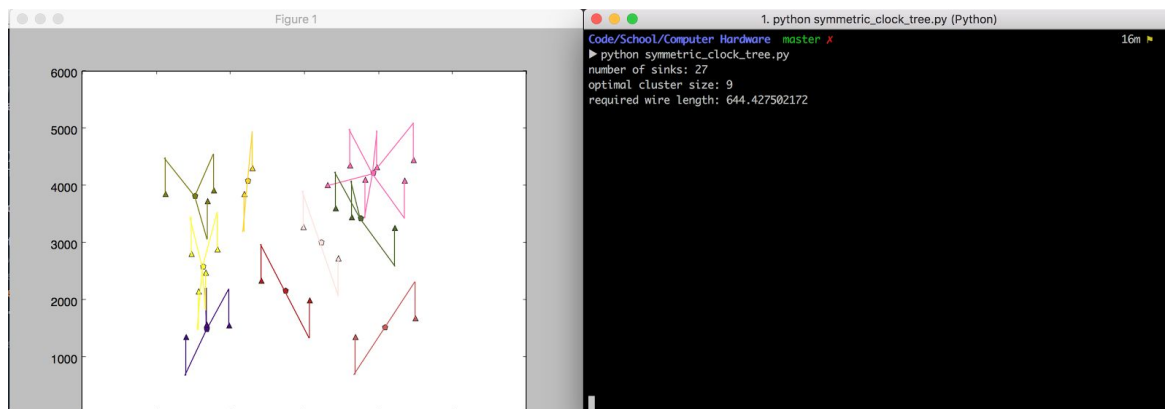 Figure 1
6000
5000
4000
3000
2000
1000
1. python symmetric_clock_tree.py (Python)
Code/School/Computer Hardware master ✗ 16m ⚑
▶ python symmetric_clock_tree.py
number of sinks: 27
optimal cluster size: 9
required wire length: 644.427502172